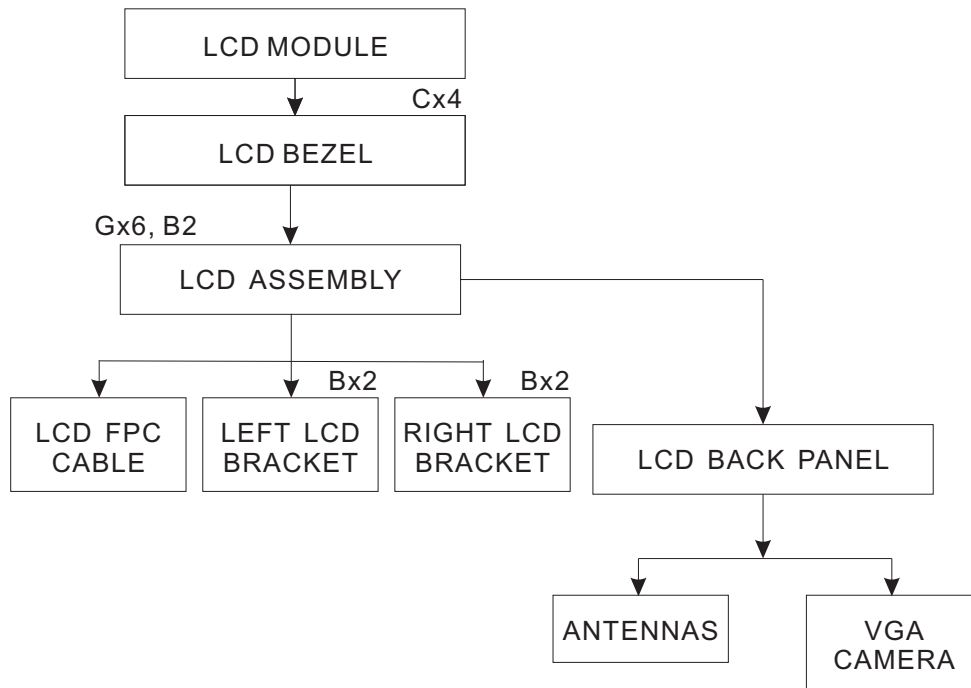 LCD MODULE
Cx4
LCD BEZEL
Gx6, B2
LCD ASSEMBLY
Bx2
Bx2
LCD FPC
CABLE
LEFT LCD
BRACKET
RIGHT LCD
BRACKET
LCD BACK PANEL
ANTENNAS
VGA
CAMERA